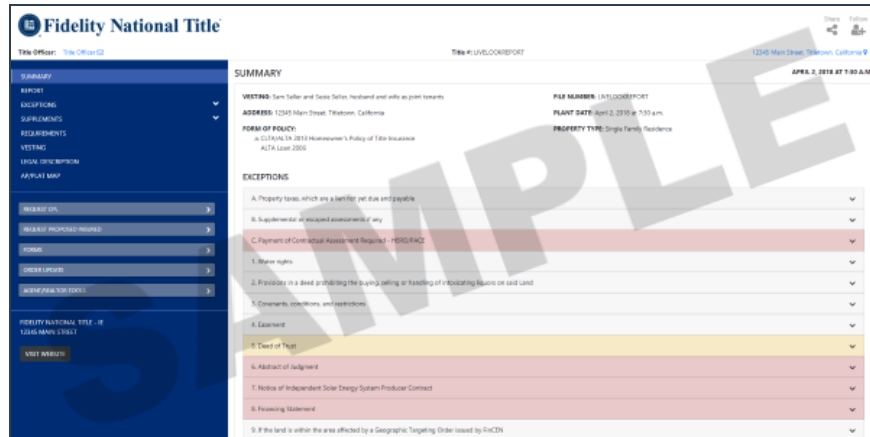 Fidelity National Title
Share Follow
Title Officer: Title Officer
Title #: LIVELOOKREPORT
12345 Main Street, Titletown, California
SUMMARY
REPORT
EXCEPTIONS
SUPPLEMENTS
REQUIREMENTS
VESTING
LEGAL DESCRIPTION
AP/PLAT MAP
REQUEST CPL
REQUEST PROPOSED INSURED
FORMS
ORDER UPDATE
AGENT/REALTOR TOOLS
FIDELITY NATIONAL TITLE - IE
12345 MAIN STREET
VISIT WEBSITE
SUMMARY
APRIL 2, 2018 AT 7:30 A.M
VESTING: Sam Seller and Susie Seller, husband and wife as joint tenants
FILE NUMBER: LIVELOOKREPORT
ADDRESS: 12345 Main Street, Titletown, California
PLANT DATE: April 2, 2018 at 7:30 a.m.
FORM OF POLICY:
PROPERTY TYPE: Single Family Residence
a. CLTA/ALTA 2013 Homeowner's Policy of Title Insurance
ALTA Loan 2006
EXCEPTIONS
A. Property taxes, which are a lien not yet due and payable
B. Supplemental or escaped assessments if any
C. Payment of Contractual Assessment Required - HERO/PACE
1. Water rights
2. Provisions in a deed prohibiting the buying, selling or handling of intoxicating liquors on said Land
3. Covenants, conditions, and restrictions
4. Easement
5. Deed of Trust
6. Abstract of Judgment
7. Notice of Independent Solar Energy System Producer Contract
8. Financing Statement
9. If the land is within the area affected by a Geographic Targeting Order issued by FinCEN
SAMPLE